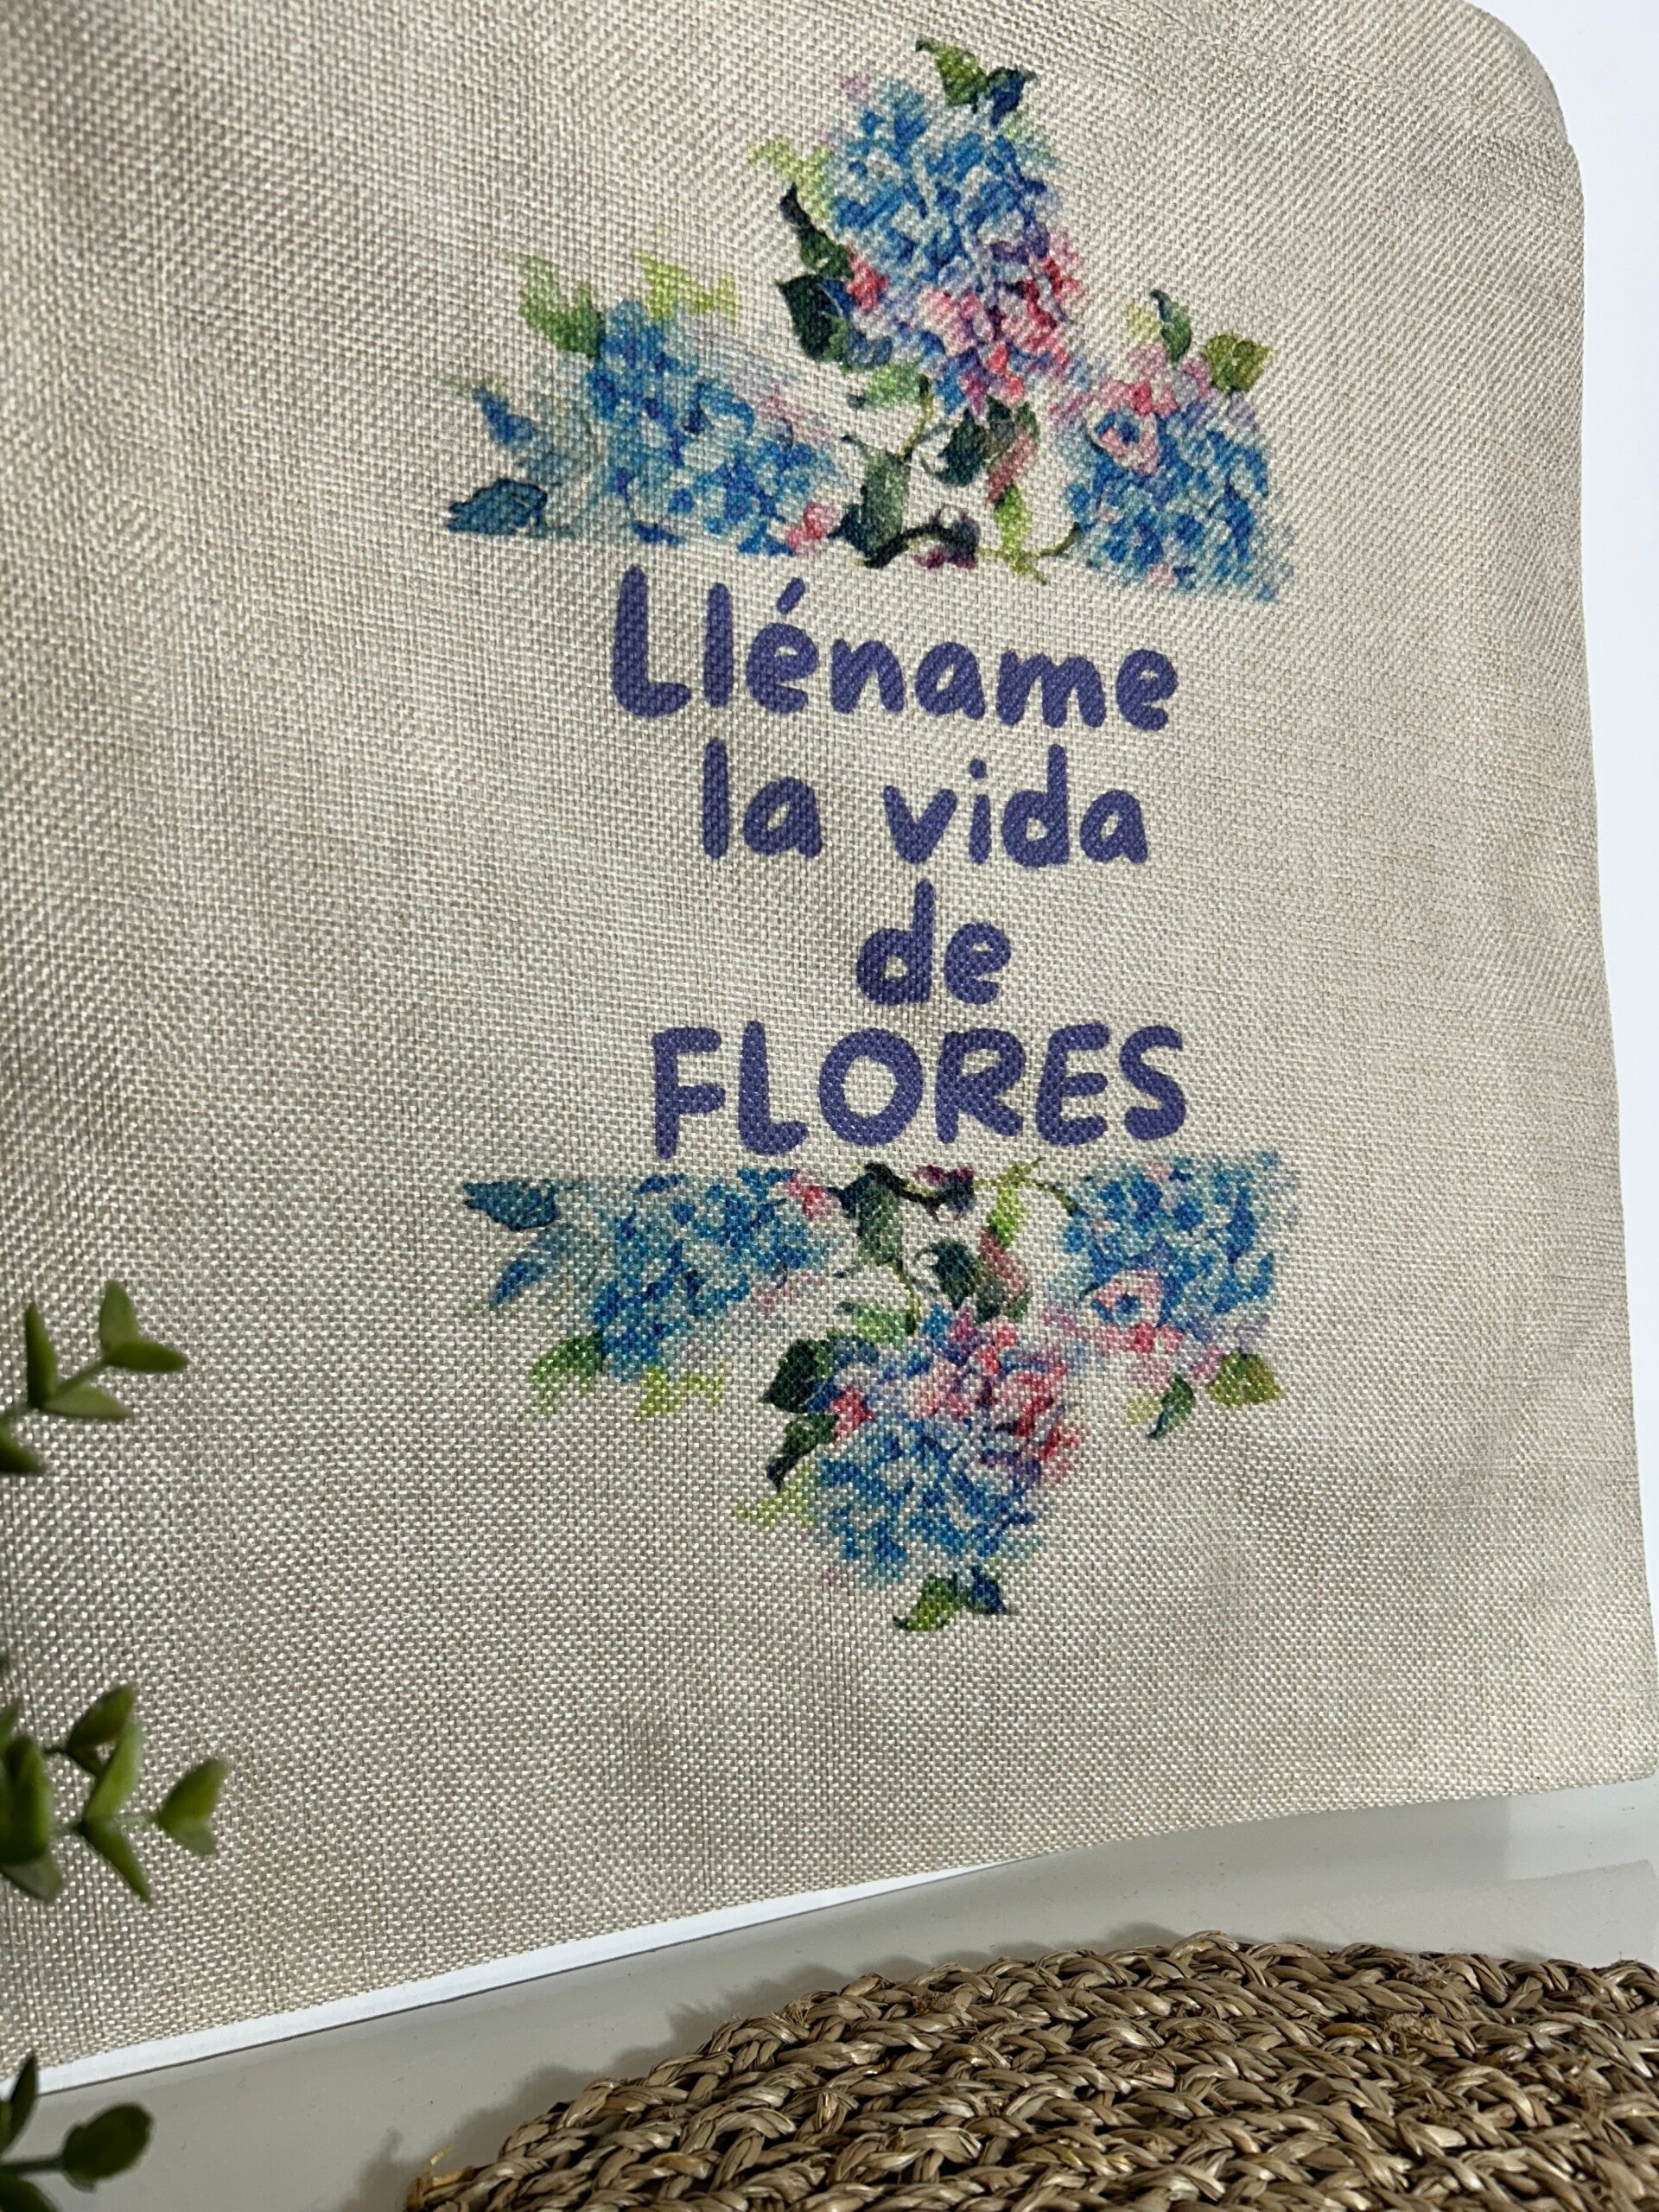 Lléname
la vida
de
FLORES